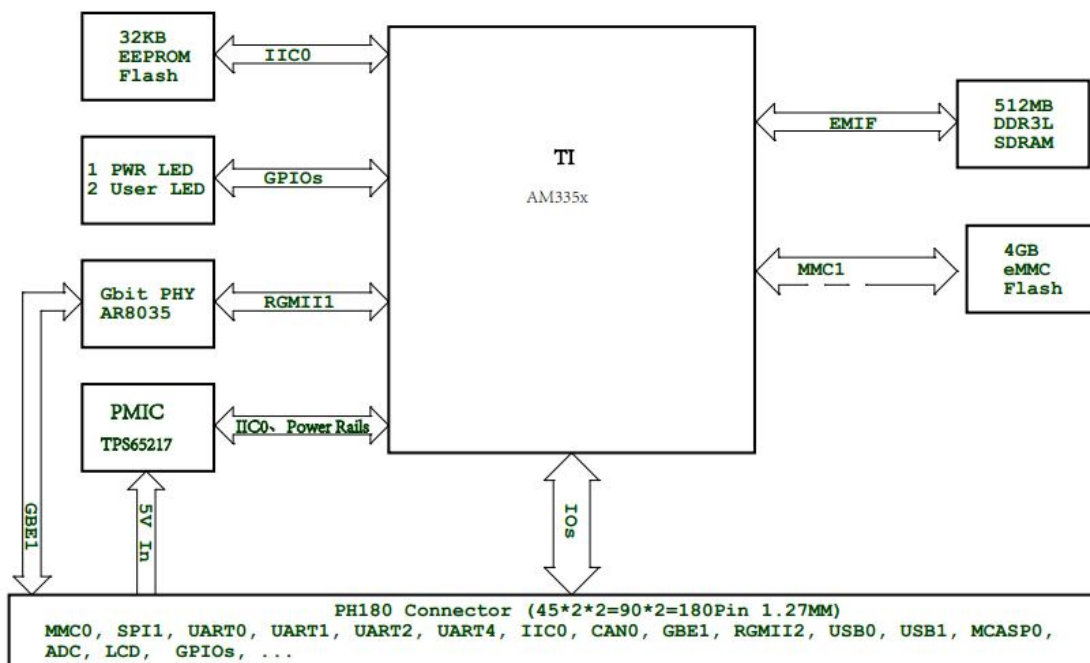 32KB
EEPROM
Flash
IIC0
TI
AM335x
EMIF
512MB
DDR3L
SDRAM
1 PWR LED
2 User LED
GPIOs
MMC1
4GB
eMMC
Flash
Gbit PHY
AR8035
RGMII1
PMIC
TPS65217
IIC0、Power Rails
GBE1
5V In
IOs
PH180 Connector (45*2*2=90*2=180Pin 1.27MM)
MMC0, SPI1, UART0, UART1, UART2, UART4, IIC0, CAN0, GBE1, RGMII2, USB0, USB1, MCASP0,
ADC, LCD, GPIOs, ...